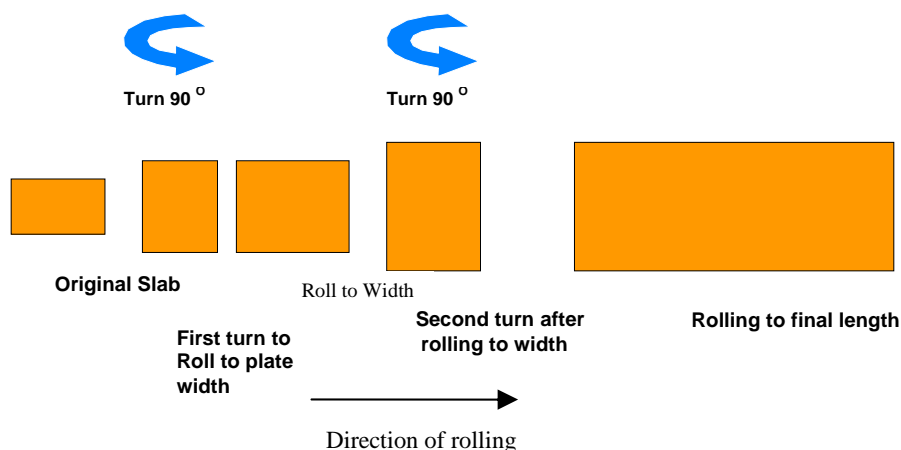 Turn 90 o
Turn 90 o
Original Slab
Roll to Width
First turn to
Roll to plate
width
Second turn after
rolling to width
Rolling to final length
Direction of rolling